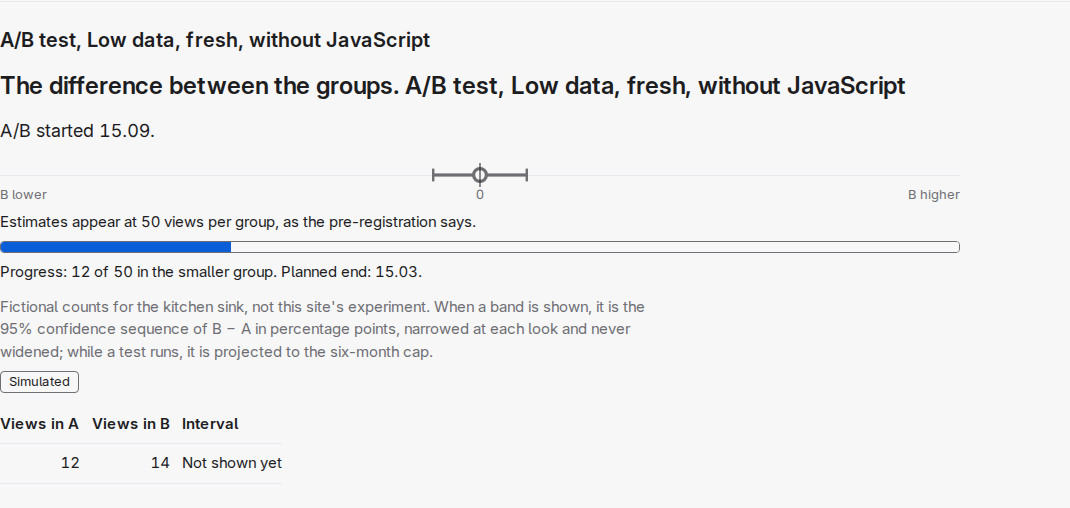 A/B test, Low data, fresh, without JavaScript
The difference between the groups. A/B test, Low data, fresh, without JavaScript
A/B started 15.09.
B lower 0 B higher
Estimates appear at 50 views per group, as the pre-registration says.
Progress: 12 of 50 in the smaller group. Planned end: 15.03.
Fictional counts for the kitchen sink, not this site's experiment. When a band is shown, it is the
95% confidence sequence of B − A in percentage points, narrowed at each look and never
widened; while a test runs, it is projected to the six-month cap.
Simulated
Views in A Views in B Interval
12 14 Not shown yet